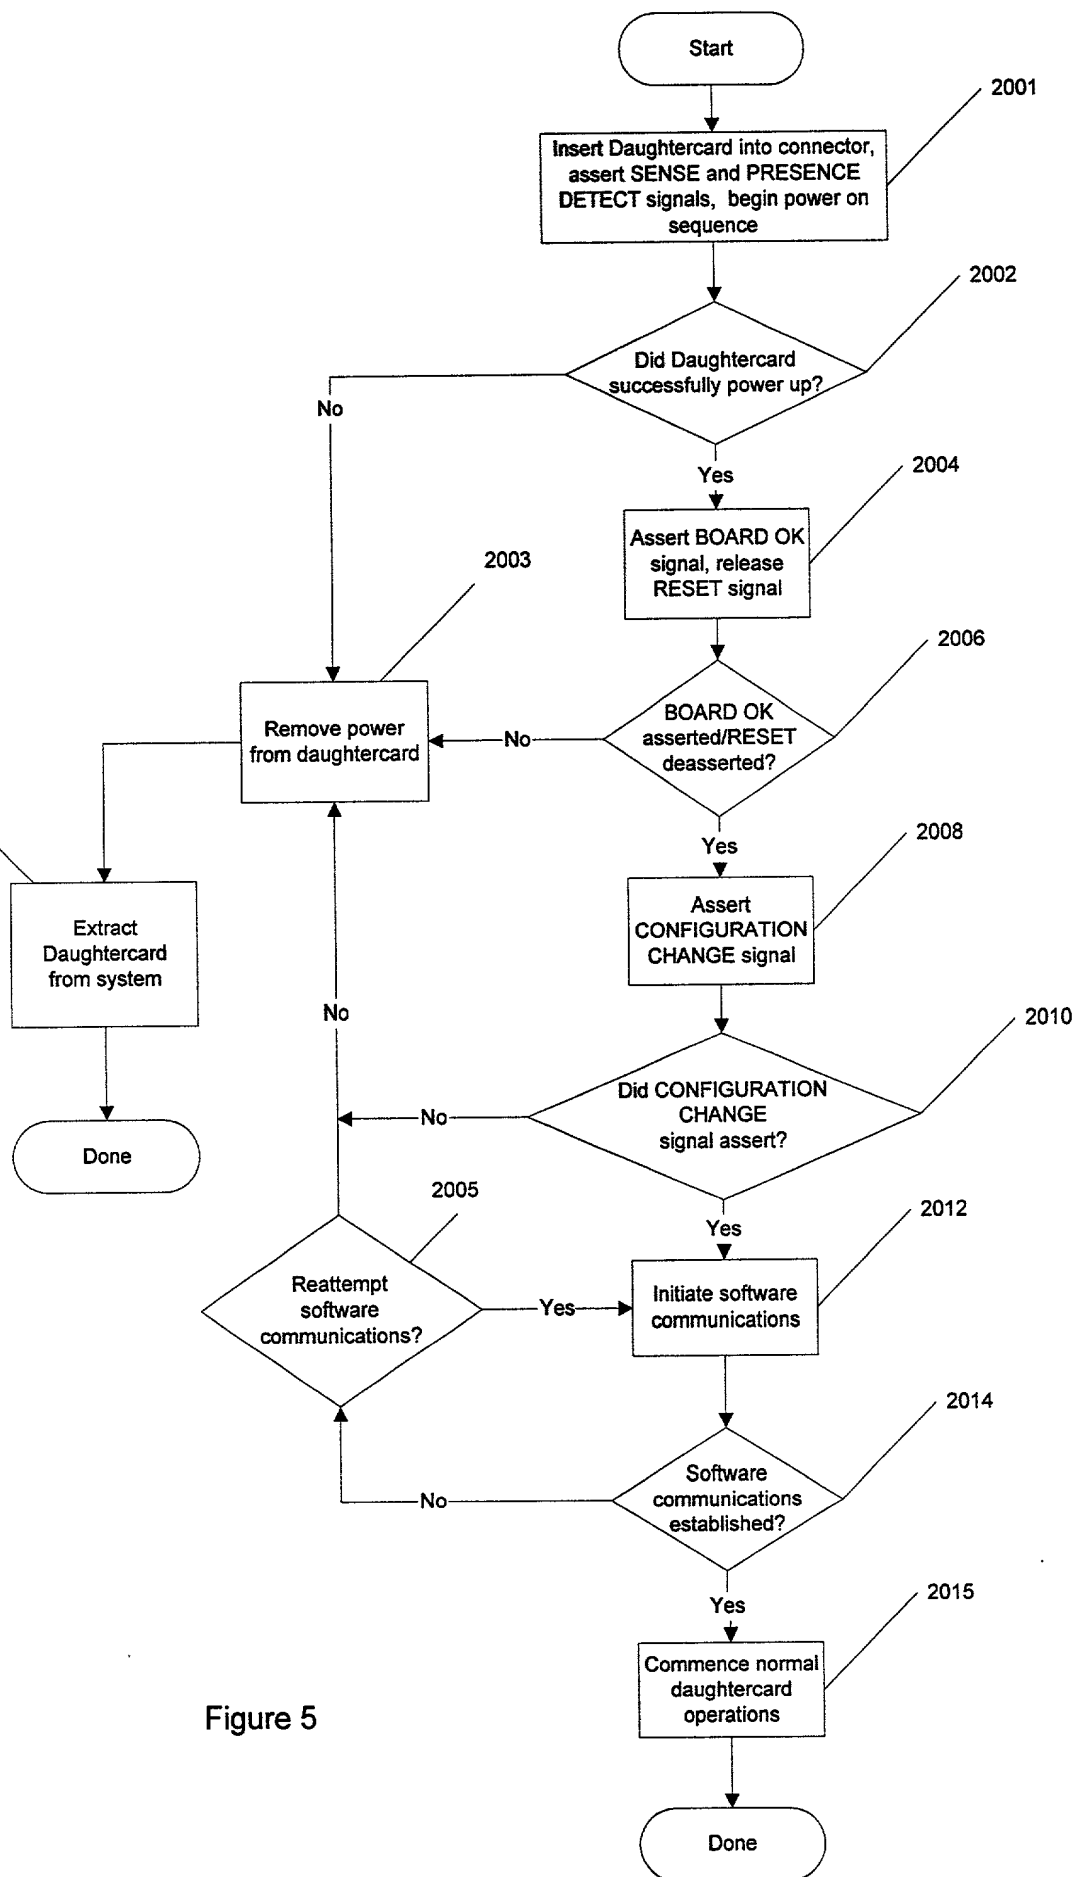 Start
2001
Insert Daughtercard into connector,
assert SENSE and PRESENCE
DETECT signals, begin power on
sequence
2002
Did Daughtercard
successfully power up?
No
Yes
2004
Assert BOARD OK
signal, release
RESET signal
2003
2006
Remove power
from daughtercard
No
BOARD OK
asserted/RESET
deasserted?
Yes
2008
Assert
CONFIGURATION
CHANGE signal
Extract
Daughtercard
from system
No
2010
Did CONFIGURATION
CHANGE
signal assert?
No
Done
2005
Yes
2012
Reattempt
software
communications?
Yes
Initiate software
communications
2014
Software
communications
established?
No
Yes
2015
Commence normal
daughtercard
operations
Figure 5
Done